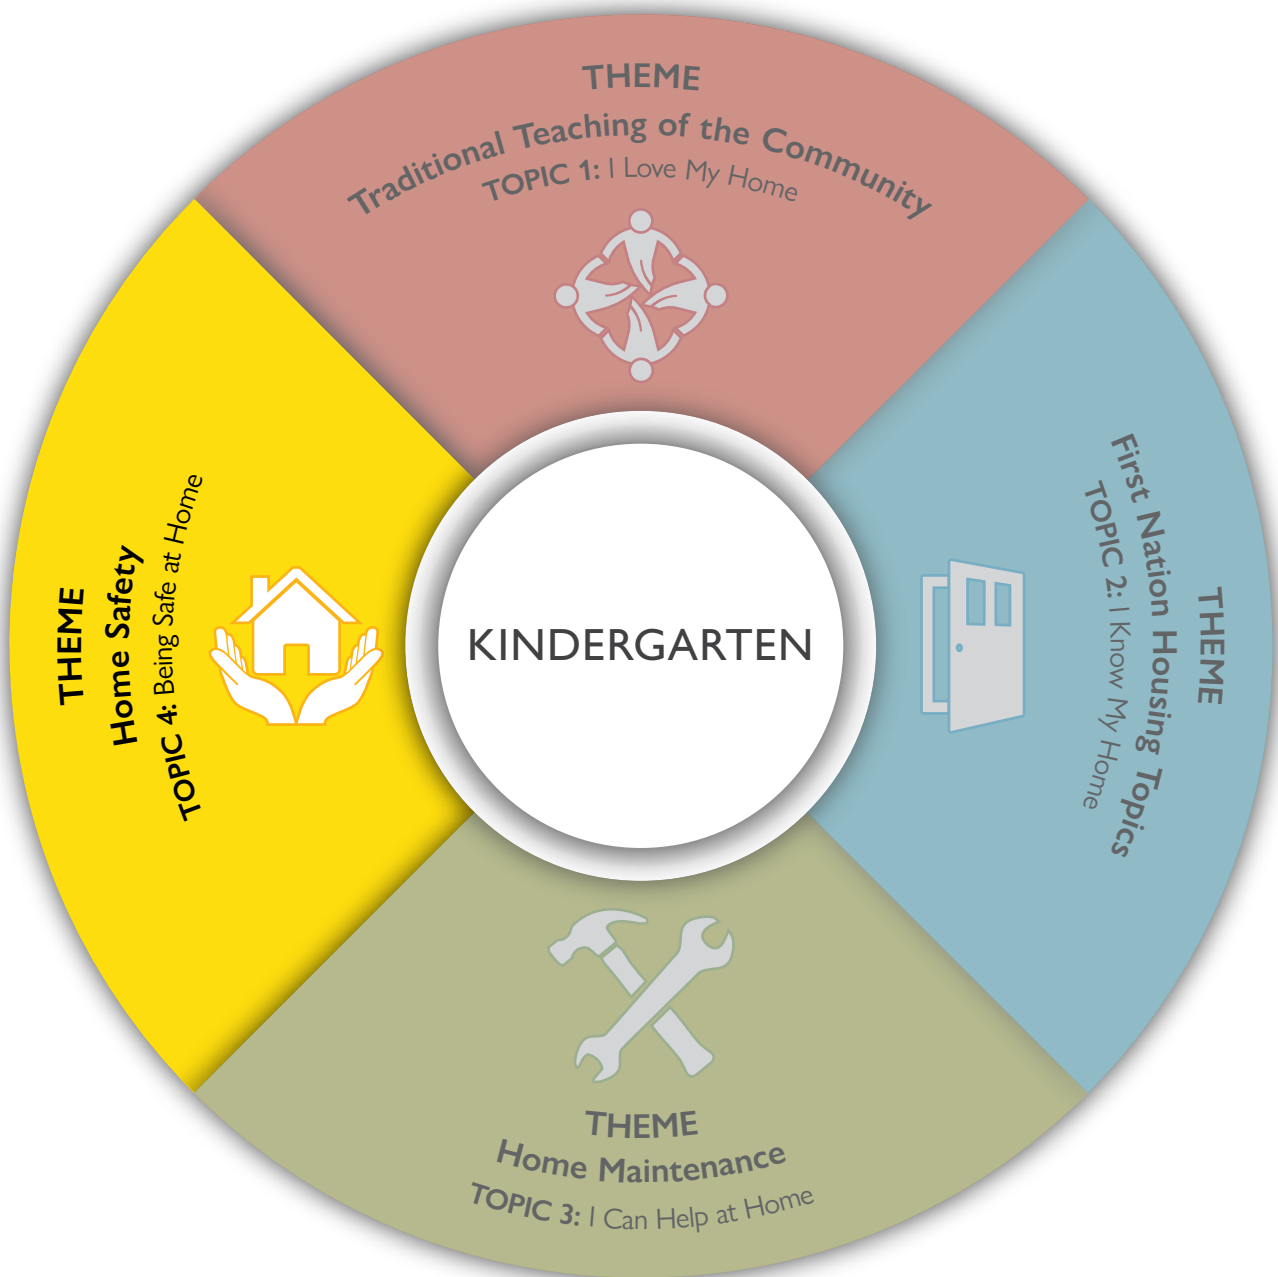 THEME
Traditional Teaching of the Community
TOPIC 1: I Love My Home
THEME
First Nation Housing Topics
TOPIC 2: I Know My Home
THEME
Home Maintenance
TOPIC 3: I Can Help at Home
THEME
Home Safety
TOPIC 4: Being Safe at Home
KINDERGARTEN